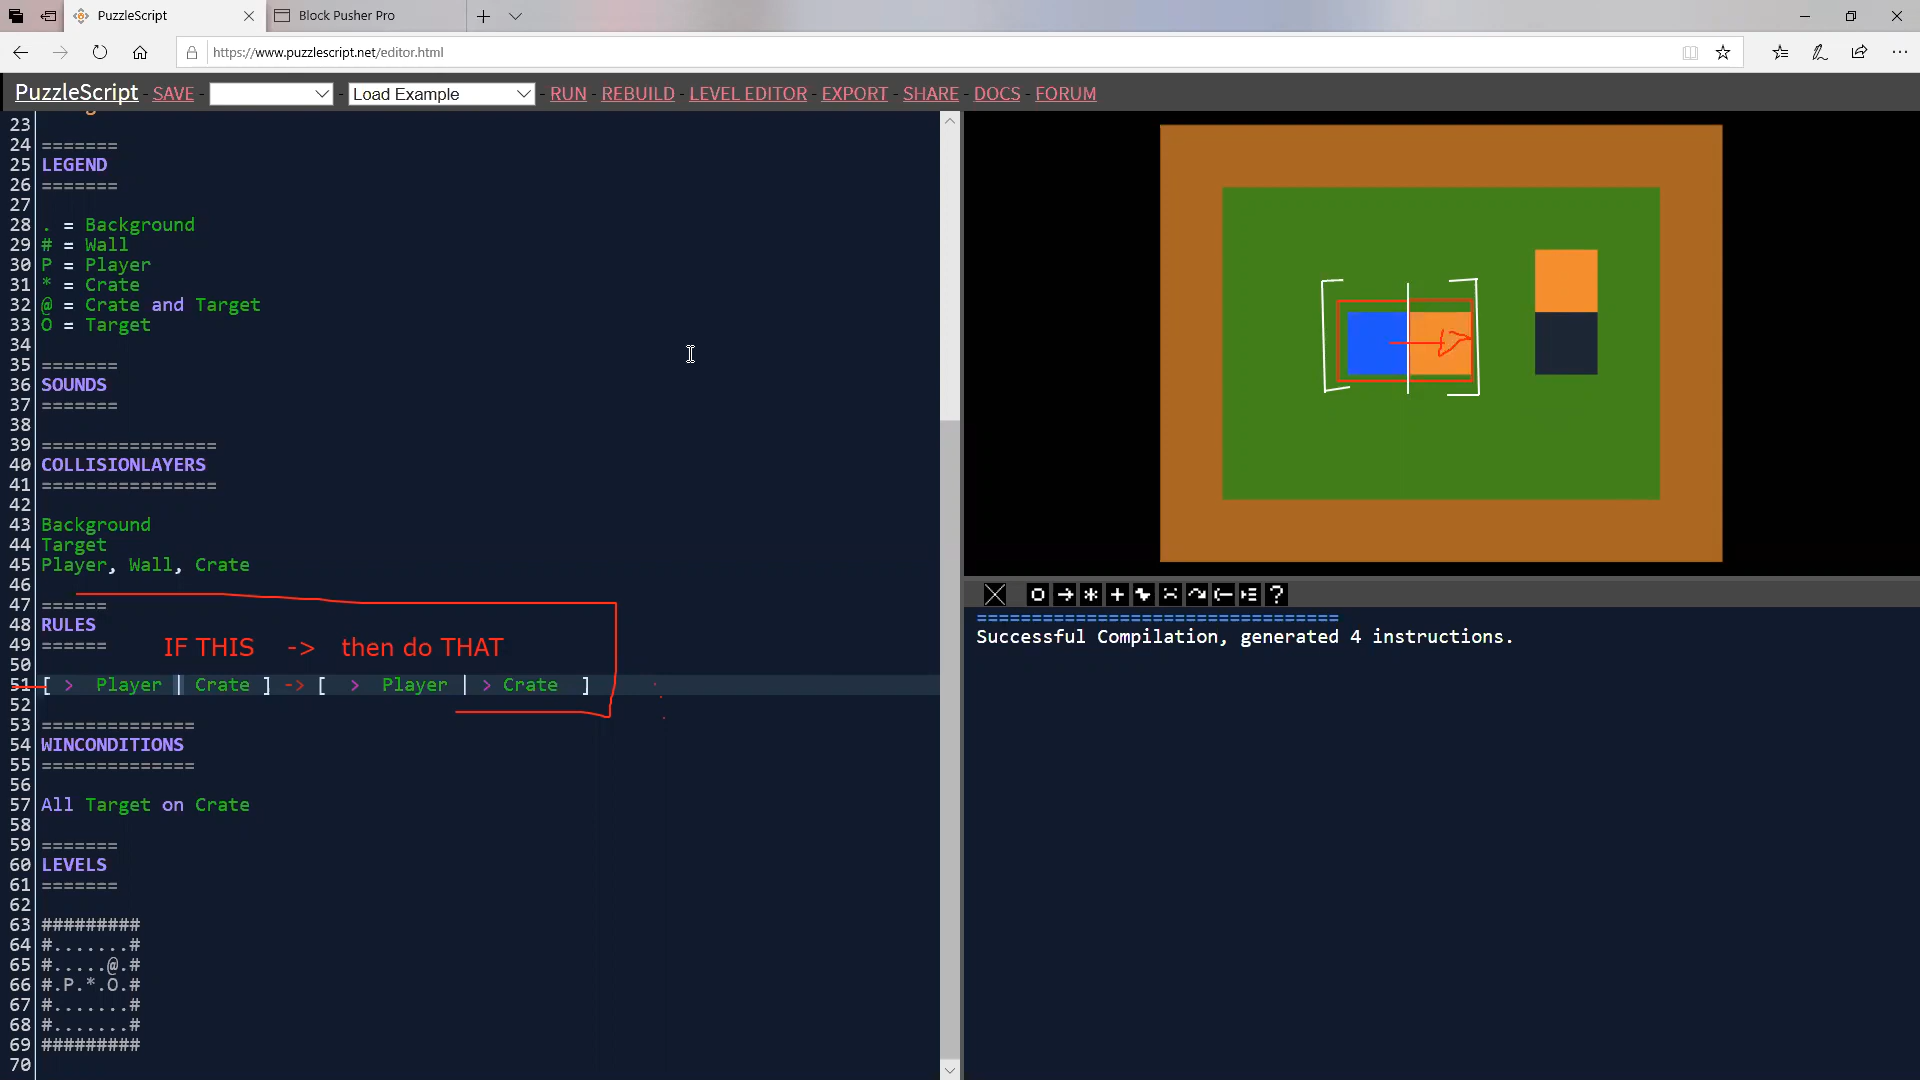 PuzzleScript
Block Pusher Pro
https://www.puzzlescript.net/editor.html
PuzzleScript - SAVE - Load Example - RUN - REBUILD - LEVEL EDITOR - EXPORT - SHARE - DOCS - FORUM
23
24 =======
25 LEGEND
26 =======
27
28 . = Background
29 # = Wall
30 P = Player
31 * = Crate
32 @ = Crate and Target
33 O = Target
34
35 =======
36 SOUNDS
37 =======
38
39 ================
40 COLLISIONLAYERS
41 ================
42
43 Background
44 Target
45 Player, Wall, Crate
46
47 ======
48 RULES
49 ======
IF THIS -> then do THAT
50
51 [ > Player | Crate ] -> [ > Player | > Crate ]
52
53 ==============
54 WINCONDITIONS
55 ==============
56
57 All Target on Crate
58
59 =======
60 LEVELS
61 =======
62
63 #########
64 #.......#
65 #.....@.#
66 #.P.*.O.#
67 #.......#
68 #.......#
69 #########
70
=================================
Successful Compilation, generated 4 instructions.